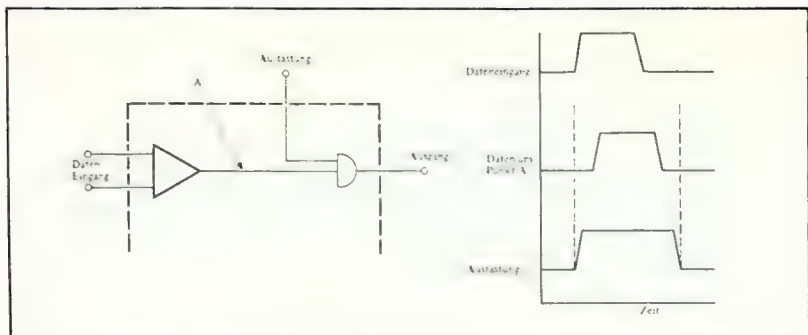 Austastung
A
Daten
Eingang
Ausgang
Dateneingang
Daten am
Punkt A
Austastung
Zeit